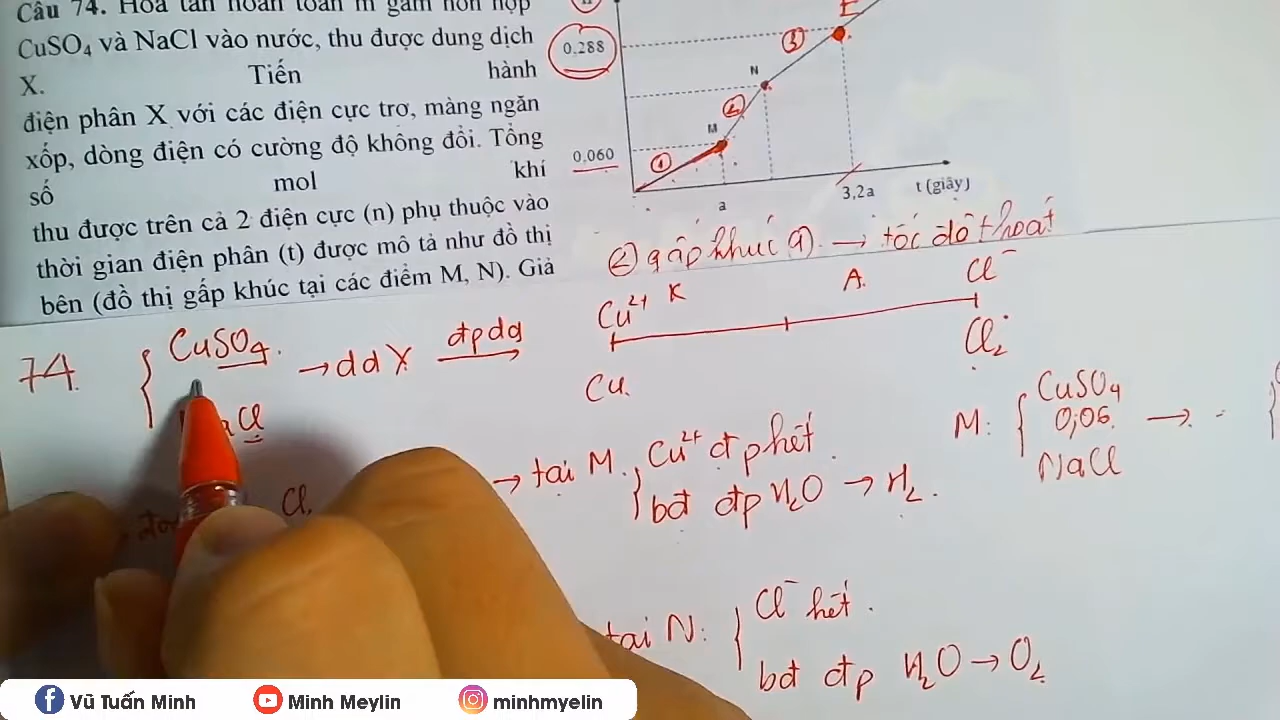 Câu 74. Hoà tan hoàn toàn m gam hỗn hợp
CuSO₄ và NaCl vào nước, thu được dung dịch
X. Tiến hành
điện phân X với các điện cực trơ, màng ngăn
xốp, dòng điện có cường độ không đổi. Tổng
số mol khí
thu được trên cả 2 điện cực (n) phụ thuộc vào
thời gian điện phân (t) được mô tả như đồ thị
bên (đồ thị gấp khúc tại các điểm M, N). Giả
0.288
0,060
M
N
E
①
②
③
a
3,2a
t (giây)
② gấp khúc → tốc độ thoát
Cu²⁺ K A. Cl⁻
Cu. Cl₂
74. CuSO₄. → dd X đpdd →
Cl
→ tại M. Cu²⁺ đp hết.
bđ đp H₂O → H₂.
M: CuSO₄ 0,06. →
NaCl
tại N: Cl⁻ hết.
bđ đp H₂O → O₂
Vũ Tuấn Minh
Minh Meylin
minhmyelin